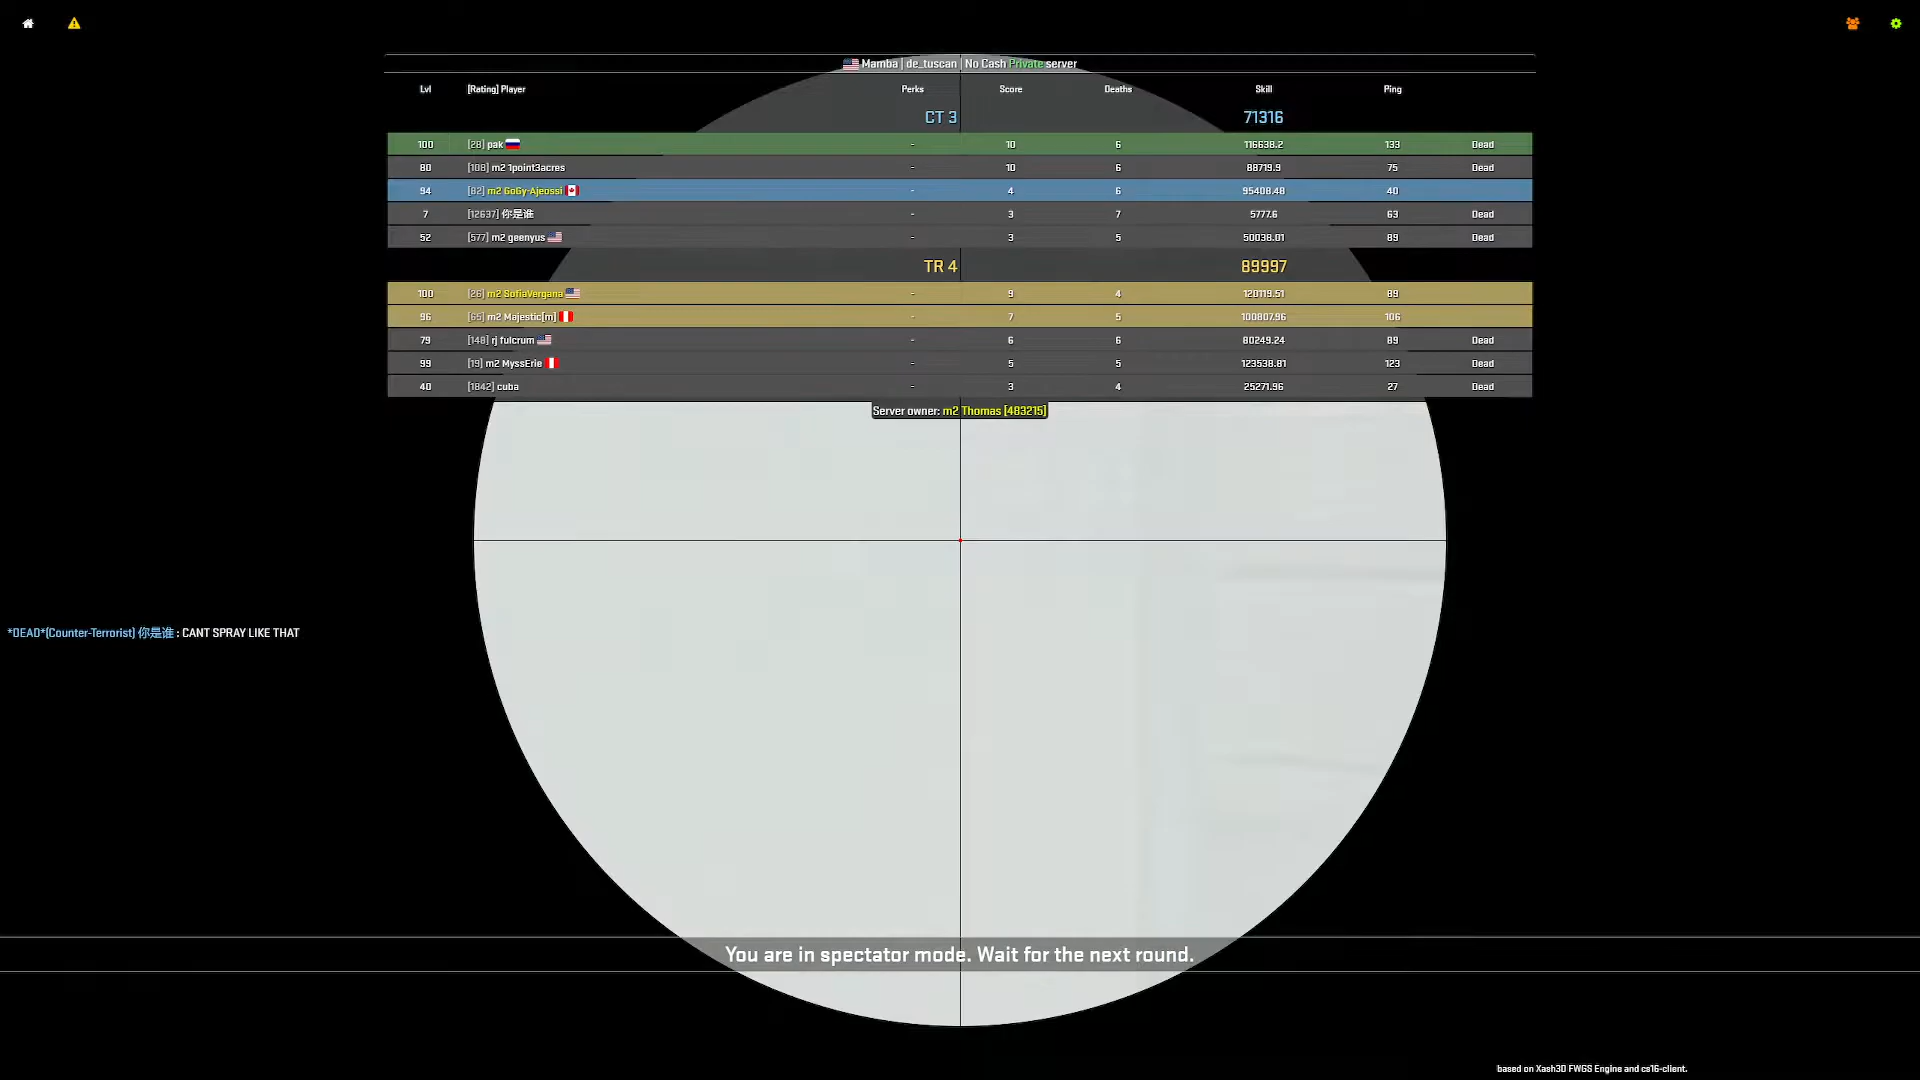 Mamba | de_tuscan | No Cash Private server
Lvl [Rating] Player Perks Score Deaths Skill Ping
CT 3 71316
100 [28] pak - 10 6 116638.2 133 Dead
80 [108] m2 1point3acres - 10 6 88719.9 75 Dead
94 [82] m2 GoGy-Ajeossi - 4 6 95408.48 40
7 [12637] 你是谁 - 3 7 5777.6 63 Dead
52 [577] m2 geenyus - 3 5 50038.01 89 Dead
TR 4 89997
100 [26] m2 SofiaVergana - 9 4 120119.51 89
96 [65] m2 Majestic[m] - 7 5 100807.96 106
79 [148] rj fulcrum - 6 6 80249.24 89 Dead
99 [19] m2 MyssErie - 5 5 123538.81 123 Dead
40 [1842] cuba - 3 4 25271.96 27 Dead
Server owner: m2 Thomas [483215]
*DEAD*(Counter-Terrorist) 你是谁 : CANT SPRAY LIKE THAT
You are in spectator mode. Wait for the next round.
based on Xash3D FWGS Engine and cs16-client.